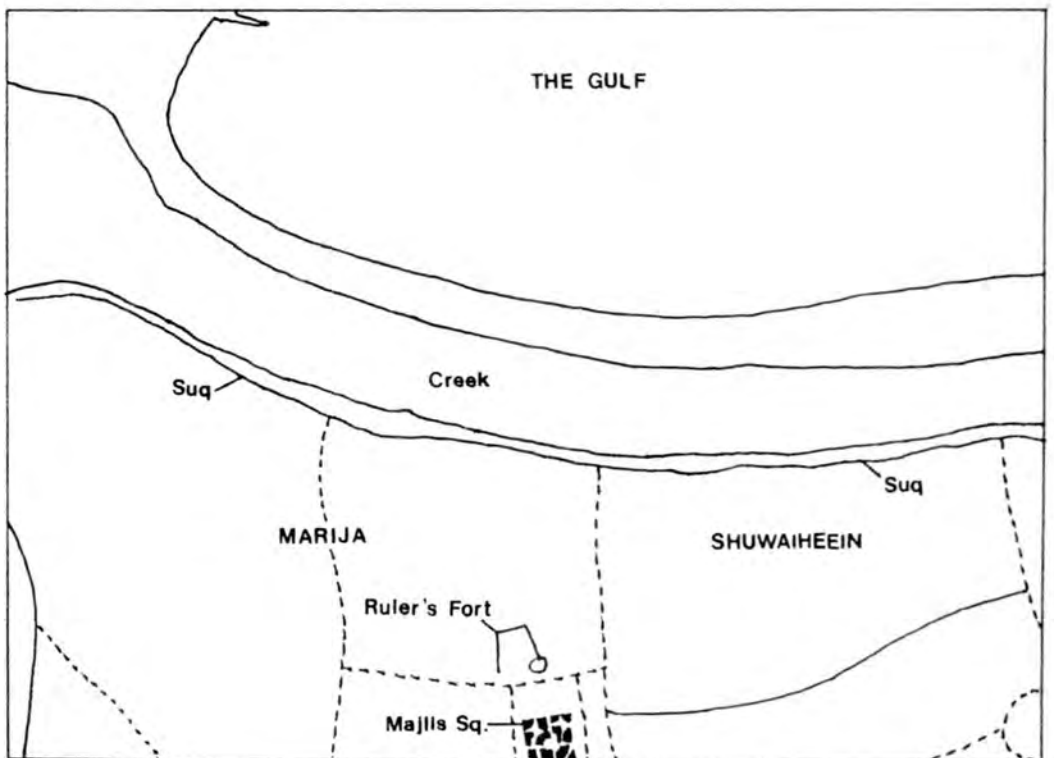 THE GULF
Creek
Suq
Suq
MARIJA
SHUWAIHEEIN
Ruler's Fort
Majlis Sq.